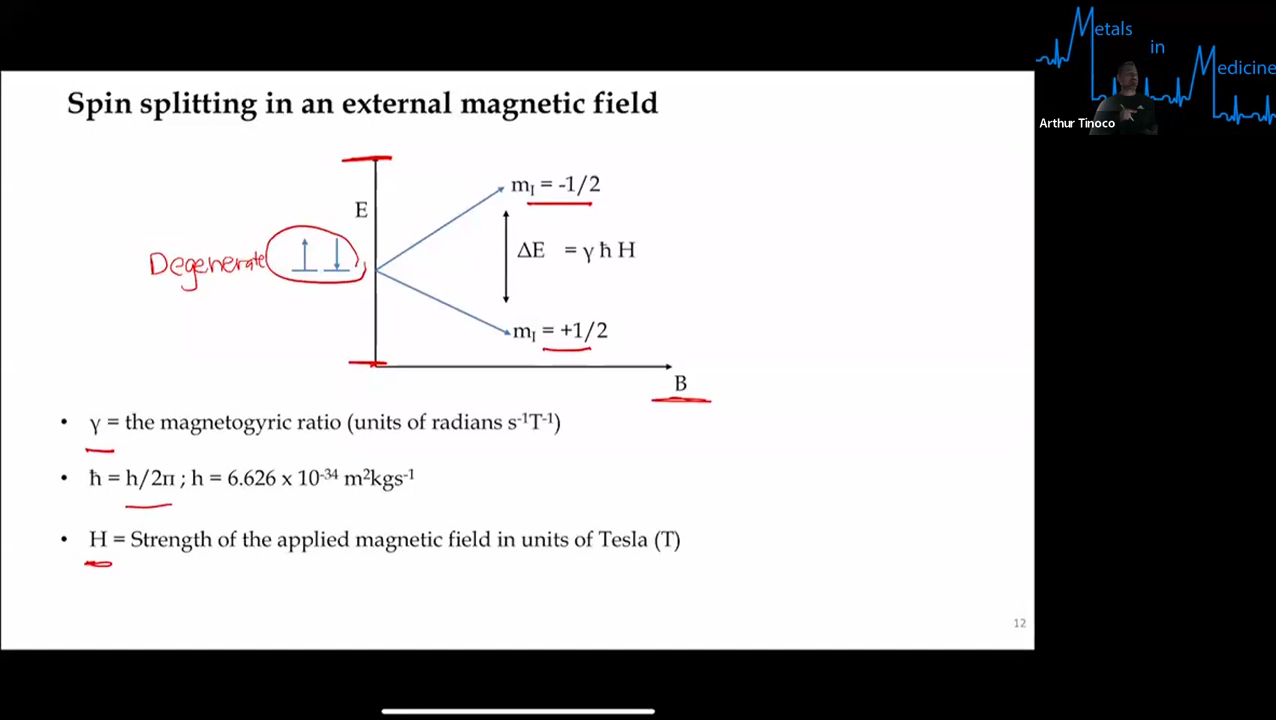 Metals
in
Medicine
Arthur Tinoco
Spin splitting in an external magnetic field
E
mI = -1/2
Degenerate
ΔE = γ ħ H
mI = +1/2
B
• γ = the magnetogyric ratio (units of radians s-1T-1)
• ħ = h/2π ; h = 6.626 x 10-34 m2kgs-1
• H = Strength of the applied magnetic field in units of Tesla (T)
12